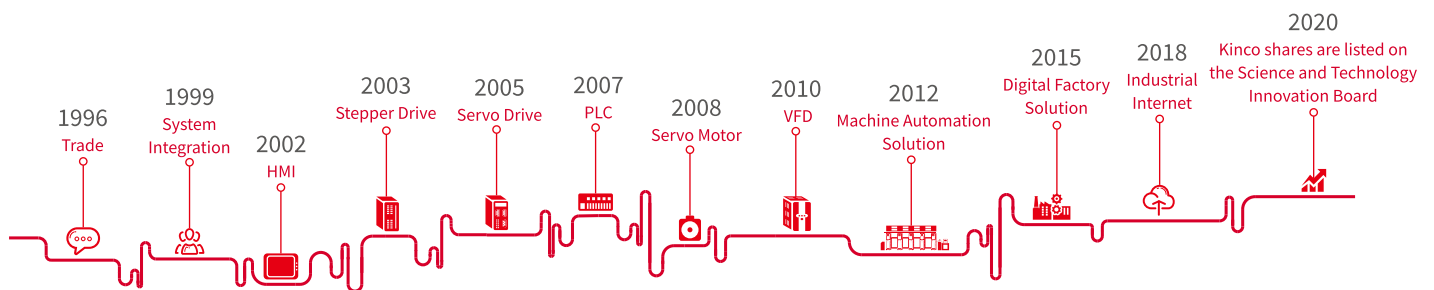 1996
Trade
1999
System
Integration
2002
HMI
2003
Stepper Drive
2005
Servo Drive
2007
PLC
2008
Servo Motor
2010
VFD
2012
Machine Automation
Solution
2015
Digital Factory
Solution
2018
Industrial
Internet
2020
Kinco shares are listed on
the Science and Technology
Innovation Board